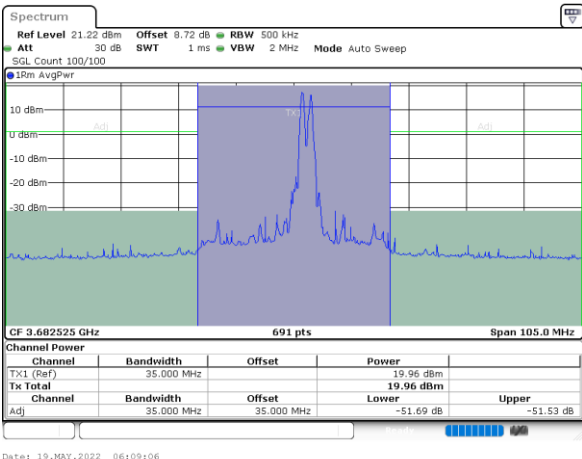 Spectrum
Ref Level 21.22 dBm Offset 8.72 dB RBW 500 kHz
Att 30 dB SWT 1 ms VBW 2 MHz Mode Auto Sweep
SGL Count 100/100
1Rm AvgPwr
10 dBm
TX1
Adj
Adj
0 dBm
-10 dBm
-20 dBm
-30 dBm
CF 3.682525 GHz 691 pts Span 105.0 MHz
Channel Power
Channel Bandwidth Offset Power
TX1 (Ref) 35.000 MHz 19.96 dBm
Tx Total 19.96 dBm
Channel Bandwidth Offset Lower Upper
Adj 35.000 MHz 35.000 MHz -51.69 dB -51.53 dB
Ready
Date: 19.MAY.2022 06:09:06